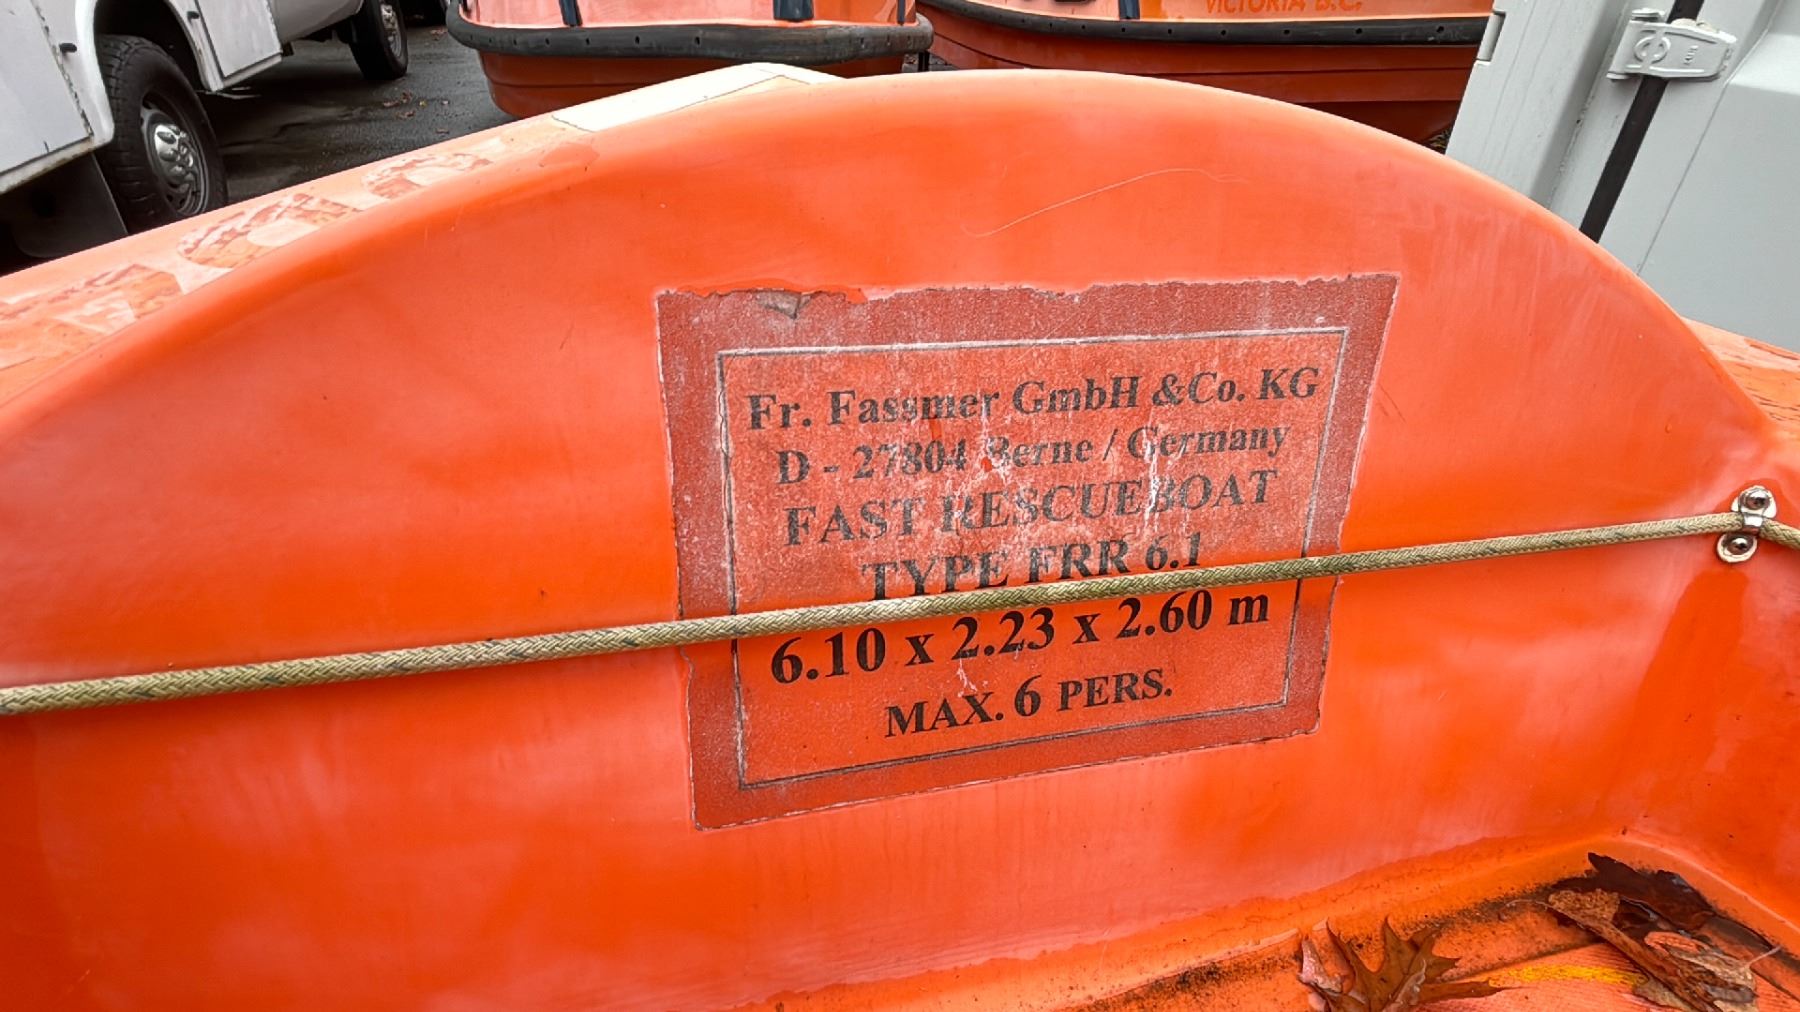 VICTORIA B.C.
Fr. Fassmer GmbH &Co. KG
D - 27804 Berne / Germany
FAST RESCUEBOAT
TYPE FRR 6.1
6.10 x 2.23 x 2.60 m
MAX. 6 PERS.